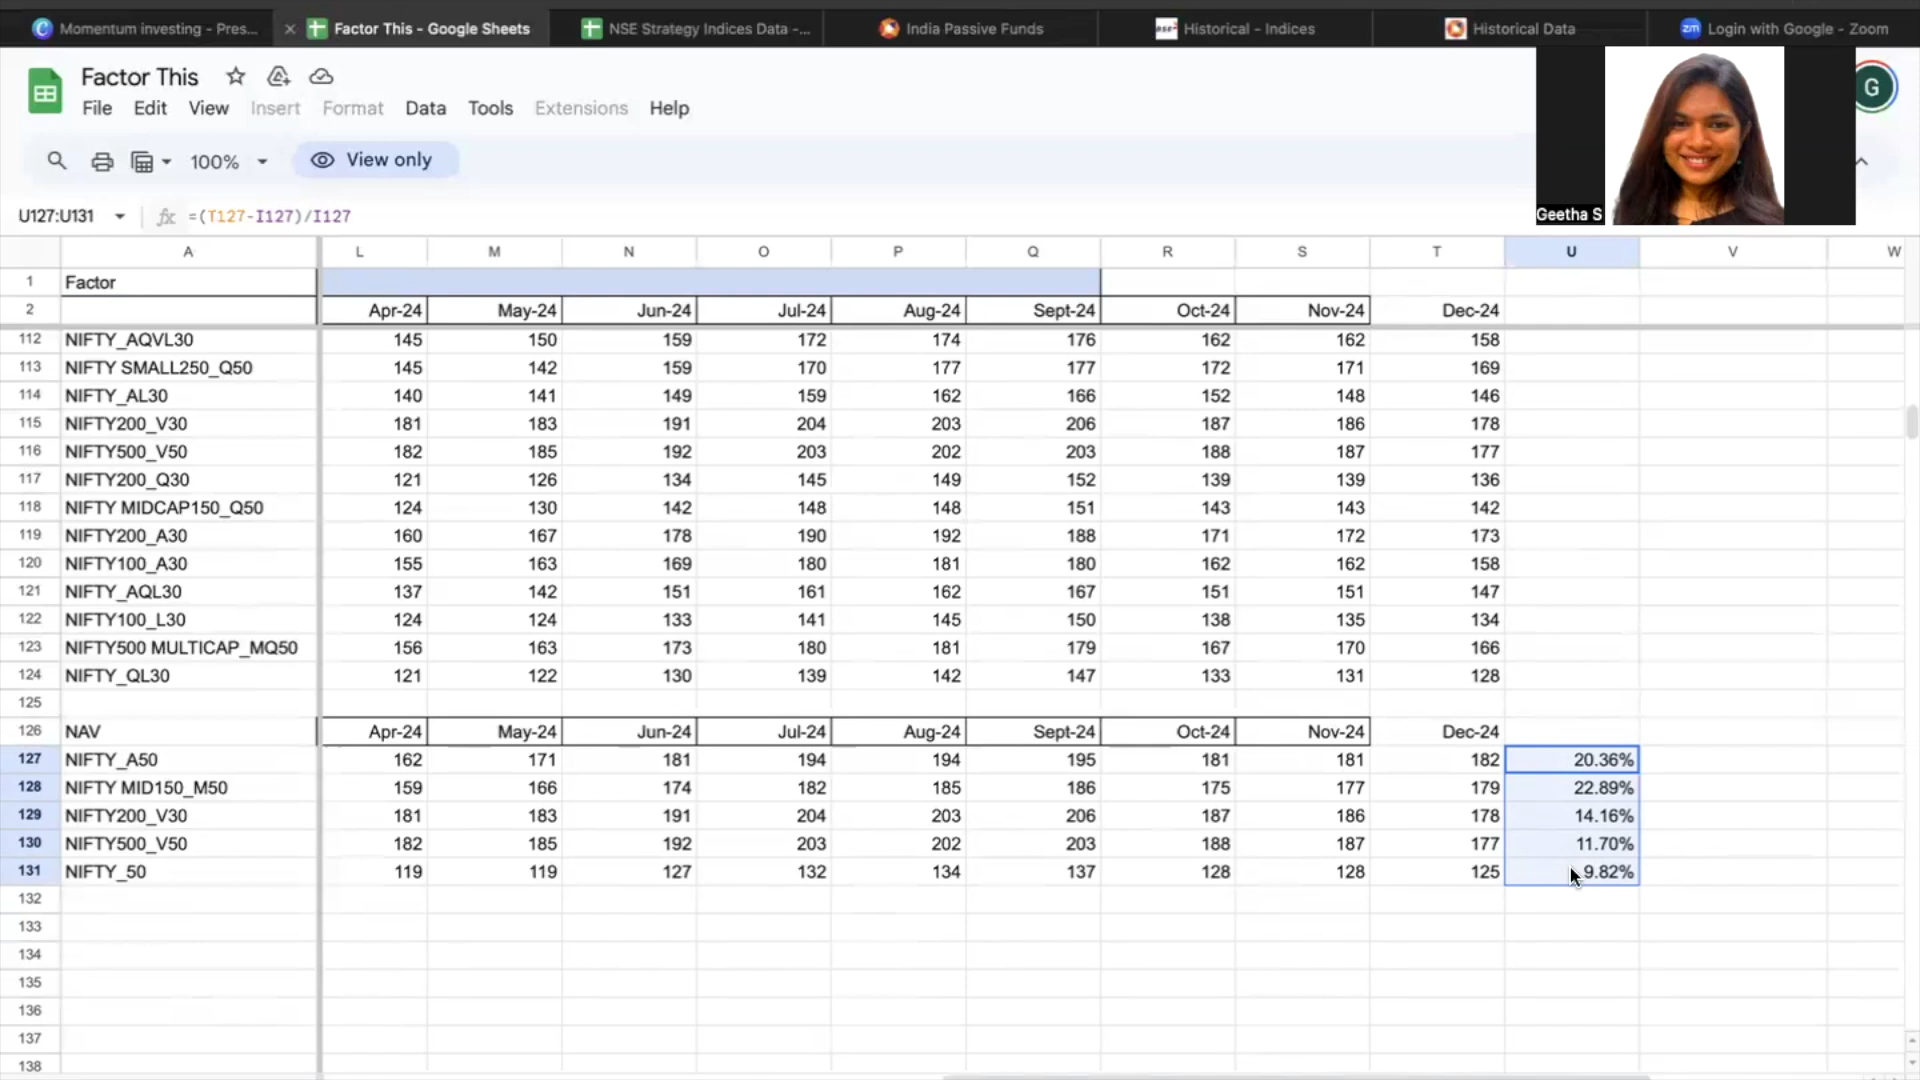 Momentum investing - Pres...
Factor This - Google Sheets
NSE Strategy Indices Data -...
India Passive Funds
Historical - Indices
Historical Data
zm Login with Google - Zoom
Factor This
File Edit View Insert Format Data Tools Extensions Help
G
100% View only
Geetha S
U127:U131 fx =(T127-I127)/I127
A L M N O P Q R S T U V W
1 Factor
2 Apr-24 May-24 Jun-24 Jul-24 Aug-24 Sept-24 Oct-24 Nov-24 Dec-24
112 NIFTY_AQVL30 145 150 159 172 174 176 162 162 158
113 NIFTY SMALL250_Q50 145 142 159 170 177 177 172 171 169
114 NIFTY_AL30 140 141 149 159 162 166 152 148 146
115 NIFTY200_V30 181 183 191 204 203 206 187 186 178
116 NIFTY500_V50 182 185 192 203 202 203 188 187 177
117 NIFTY200_Q30 121 126 134 145 149 152 139 139 136
118 NIFTY MIDCAP150_Q50 124 130 142 148 148 151 143 143 142
119 NIFTY200_A30 160 167 178 190 192 188 171 172 173
120 NIFTY100_A30 155 163 169 180 181 180 162 162 158
121 NIFTY_AQL30 137 142 151 161 162 167 151 151 147
122 NIFTY100_L30 124 124 133 141 145 150 138 135 134
123 NIFTY500 MULTICAP_MQ50 156 163 173 180 181 179 167 170 166
124 NIFTY_QL30 121 122 130 139 142 147 133 131 128
125
126 NAV Apr-24 May-24 Jun-24 Jul-24 Aug-24 Sept-24 Oct-24 Nov-24 Dec-24
127 NIFTY_A50 162 171 181 194 194 195 181 181 182 20.36%
128 NIFTY MID150_M50 159 166 174 182 185 186 175 177 179 22.89%
129 NIFTY200_V30 181 183 191 204 203 206 187 186 178 14.16%
130 NIFTY500_V50 182 185 192 203 202 203 188 187 177 11.70%
131 NIFTY_50 119 119 127 132 134 137 128 128 125 9.82%
132
133
134
135
136
137
138